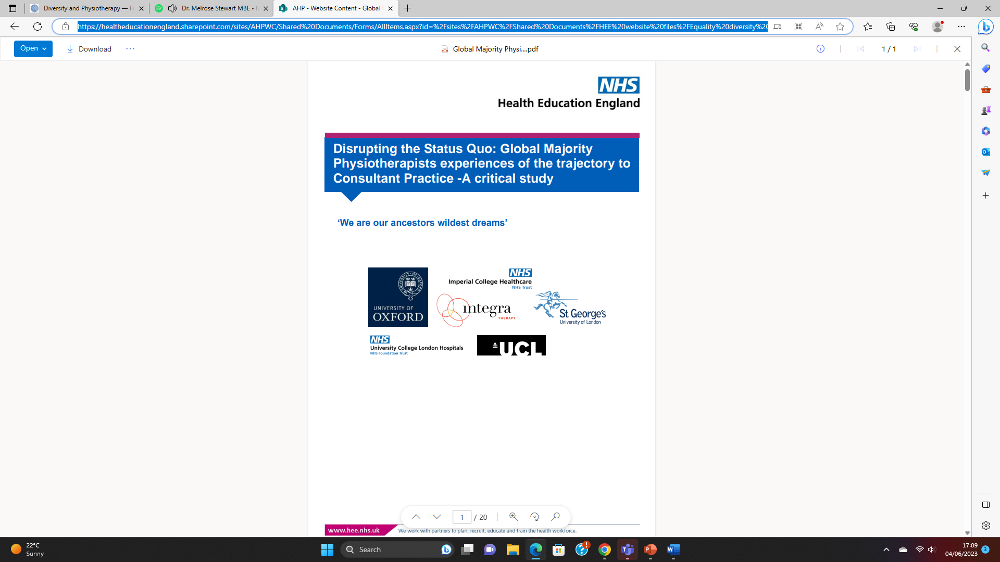 Diversity and Physiotherapy — F
Dr. Melrose Stewart MBE • I
AHP - Website Content - Global
https://healtheducationengland.sharepoint.com/sites/AHPWC/Shared%20Documents/Forms/AllItems.aspx?id=%2Fsites%2FAHPWC%2FShared%20Documents%2FHEE%20website%20files%2FEquality%20diversity%20
Open
Download
Global Majority Physi....pdf
1 / 1
NHS
Health Education England
Disrupting the Status Quo: Global Majority
Physiotherapists experiences of the trajectory to
Consultant Practice -A critical study
‘We are our ancestors wildest dreams’
UNIVERSITY OF
OXFORD
NHS
Imperial College Healthcare
NHS Trust
integra
THERAPY
St George's
University of London
NHS
University College London Hospitals
NHS Foundation Trust
UCL
1 / 20
www.hee.nhs.uk
We work with partners to plan, recruit, educate and train the health workforce.
22°C
Sunny
Search
17:09
04/06/2023
3